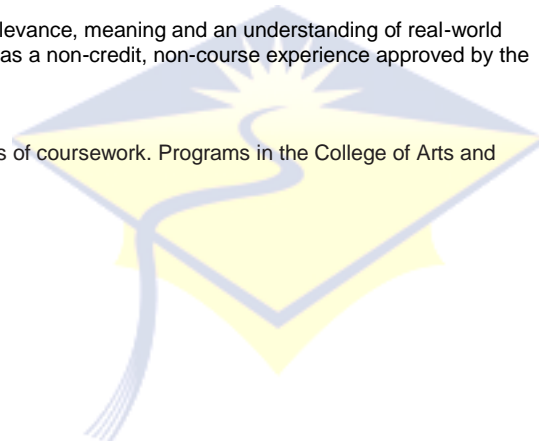 levance, meaning and an understanding of real-world
as a non-credit, non-course experience approved by the
s of coursework. Programs in the College of Arts and